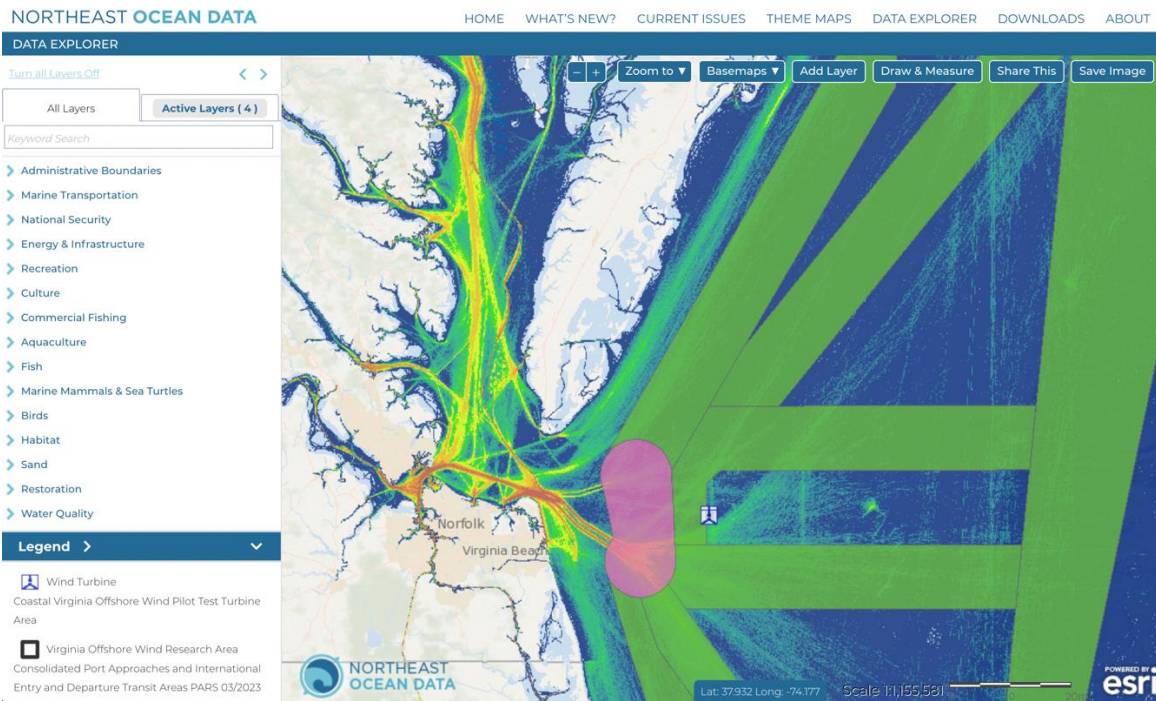 NORTHEAST OCEAN DATA
HOME WHAT'S NEW? CURRENT ISSUES THEME MAPS DATA EXPLORER DOWNLOADS ABOUT
DATA EXPLORER
Turn all Layers Off
All Layers
Active Layers ( 4 )
Keyword Search
Administrative Boundaries
Marine Transportation
National Security
Energy & Infrastructure
Recreation
Culture
Commercial Fishing
Aquaculture
Fish
Marine Mammals & Sea Turtles
Birds
Habitat
Sand
Restoration
Water Quality
Legend
Wind Turbine
Coastal Virginia Offshore Wind Pilot Test Turbine
Area
Virginia Offshore Wind Research Area
Consolidated Port Approaches and International
Entry and Departure Transit Areas PARS 03/2023
− + Zoom to ▼ Basemaps ▼ Add Layer Draw & Measure Share This Save Image
Norfolk
Virginia Beach
NORTHEAST
OCEAN DATA
Lat: 37.932 Long: -74.177
Scale 1:1,155,581
POWERED BY
esri